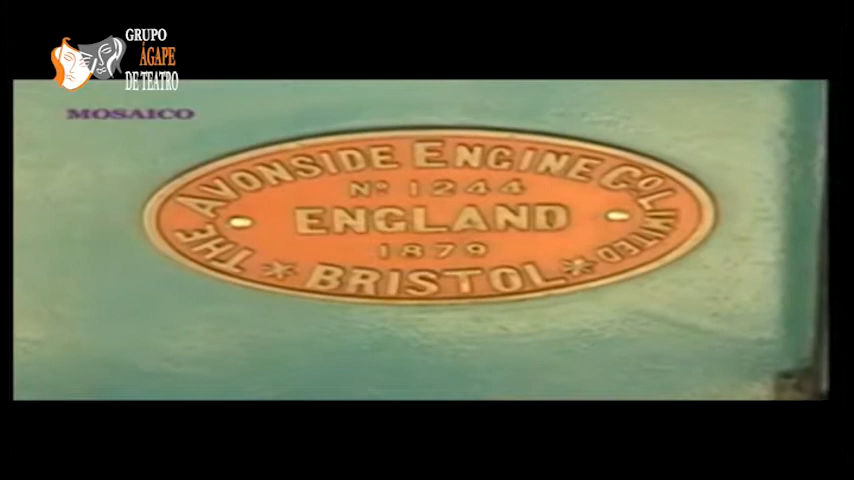 GRUPO
ÁGAPE
DE TEATRO
MOSAICO
THE AVONSIDE ENGINE CO. LIMITED
Nº 1244
ENGLAND
1879
* BRISTOL *